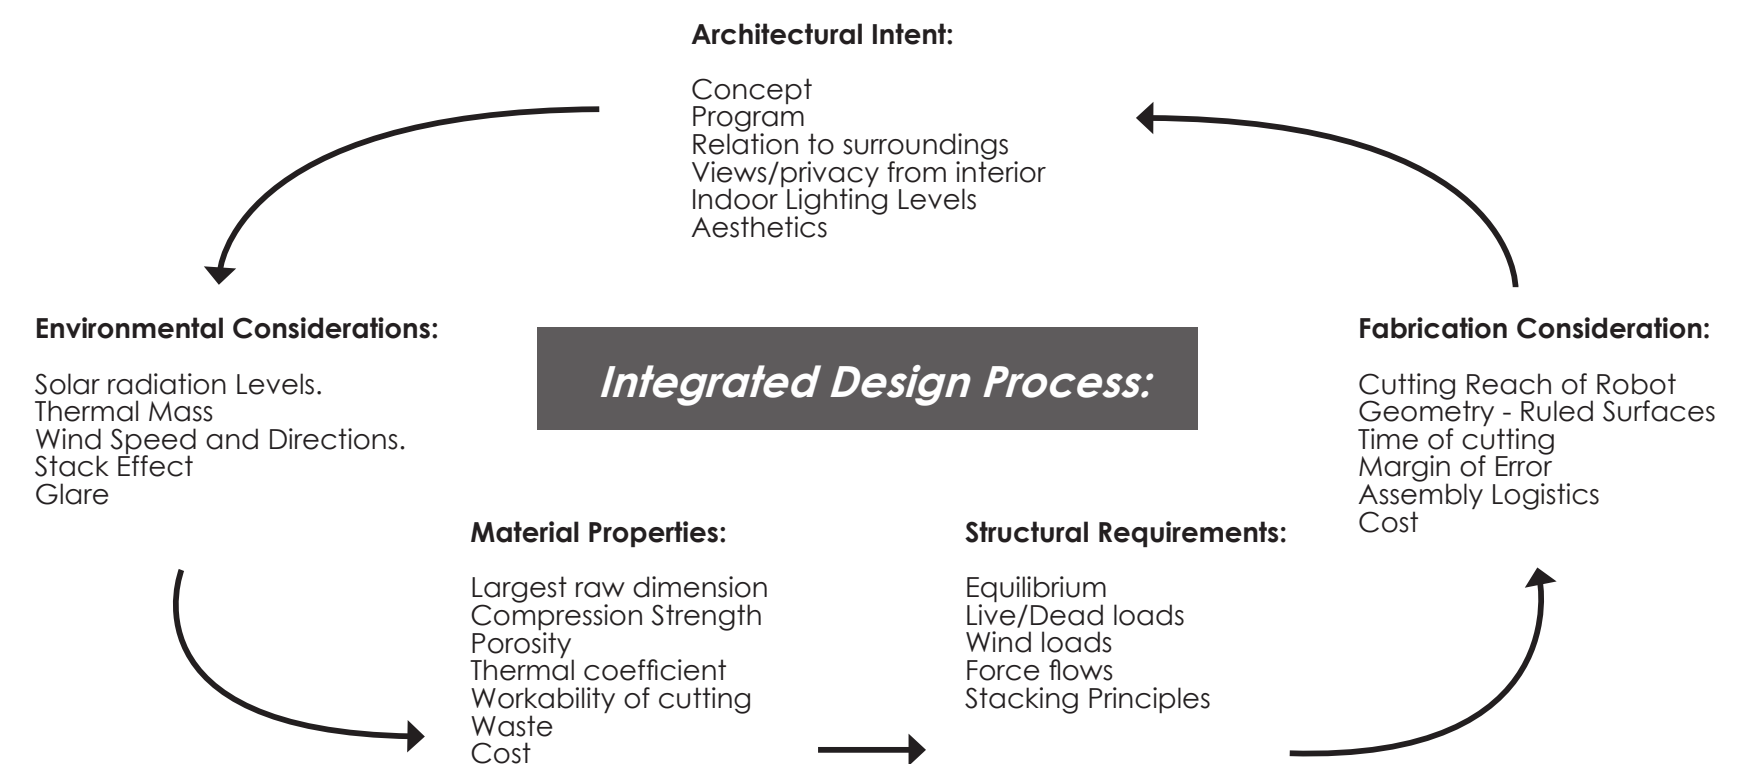 Architectural Intent:
Concept
Program
Relation to surroundings
Views/privacy from interior
Indoor Lighting Levels
Aesthetics
Environmental Considerations:
Solar radiation Levels.
Thermal Mass
Wind Speed and Directions.
Stack Effect
Glare
Integrated Design Process:
Fabrication Consideration:
Cutting Reach of Robot
Geometry - Ruled Surfaces
Time of cutting
Margin of Error
Assembly Logistics
Cost
Material Properties:
Largest raw dimension
Compression Strength
Porosity
Thermal coefficient
Workability of cutting
Waste
Cost
Structural Requirements:
Equilibrium
Live/Dead loads
Wind loads
Force flows
Stacking Principles